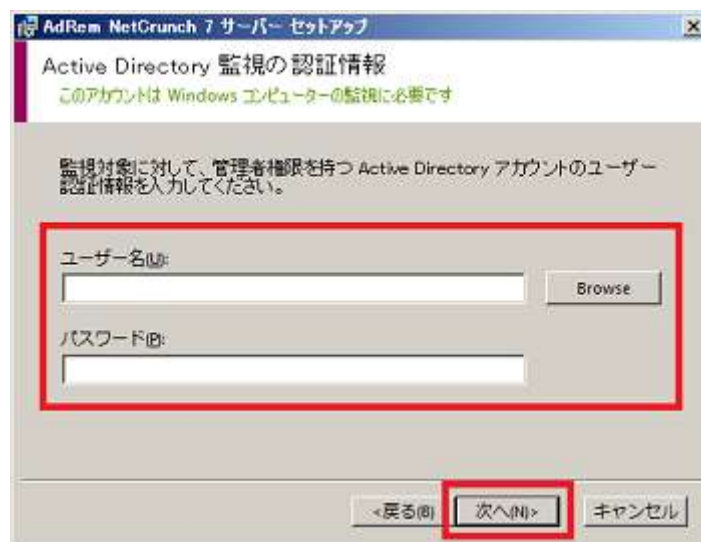 AdRem NetCrunch 7 サーバー セットアップ
Active Directory 監視の認証情報
このアカウントは Windows コンピューターの監視に必要です
監視対象に対して、管理者権限を持つ Active Directory アカウントのユーザー
認証情報を入力してください。
ユーザー名(U):
Browse
パスワード(P):
<戻る(B)
次へ(N)>
キャンセル